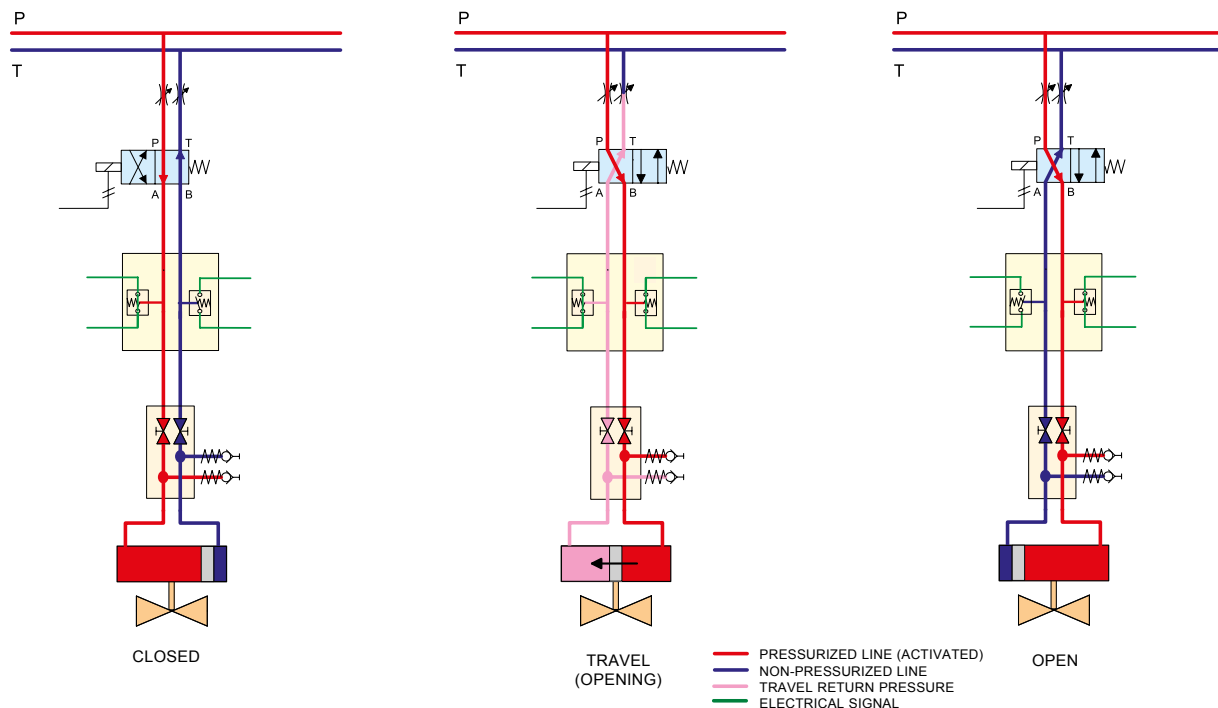 P
P
P
T
T
T
P T
P T
P T
A B
A B
A B
CLOSED
TRAVEL
(OPENING)
OPEN
PRESSURIZED LINE (ACTIVATED)
NON-PRESSURIZED LINE
TRAVEL RETURN PRESSURE
ELECTRICAL SIGNAL